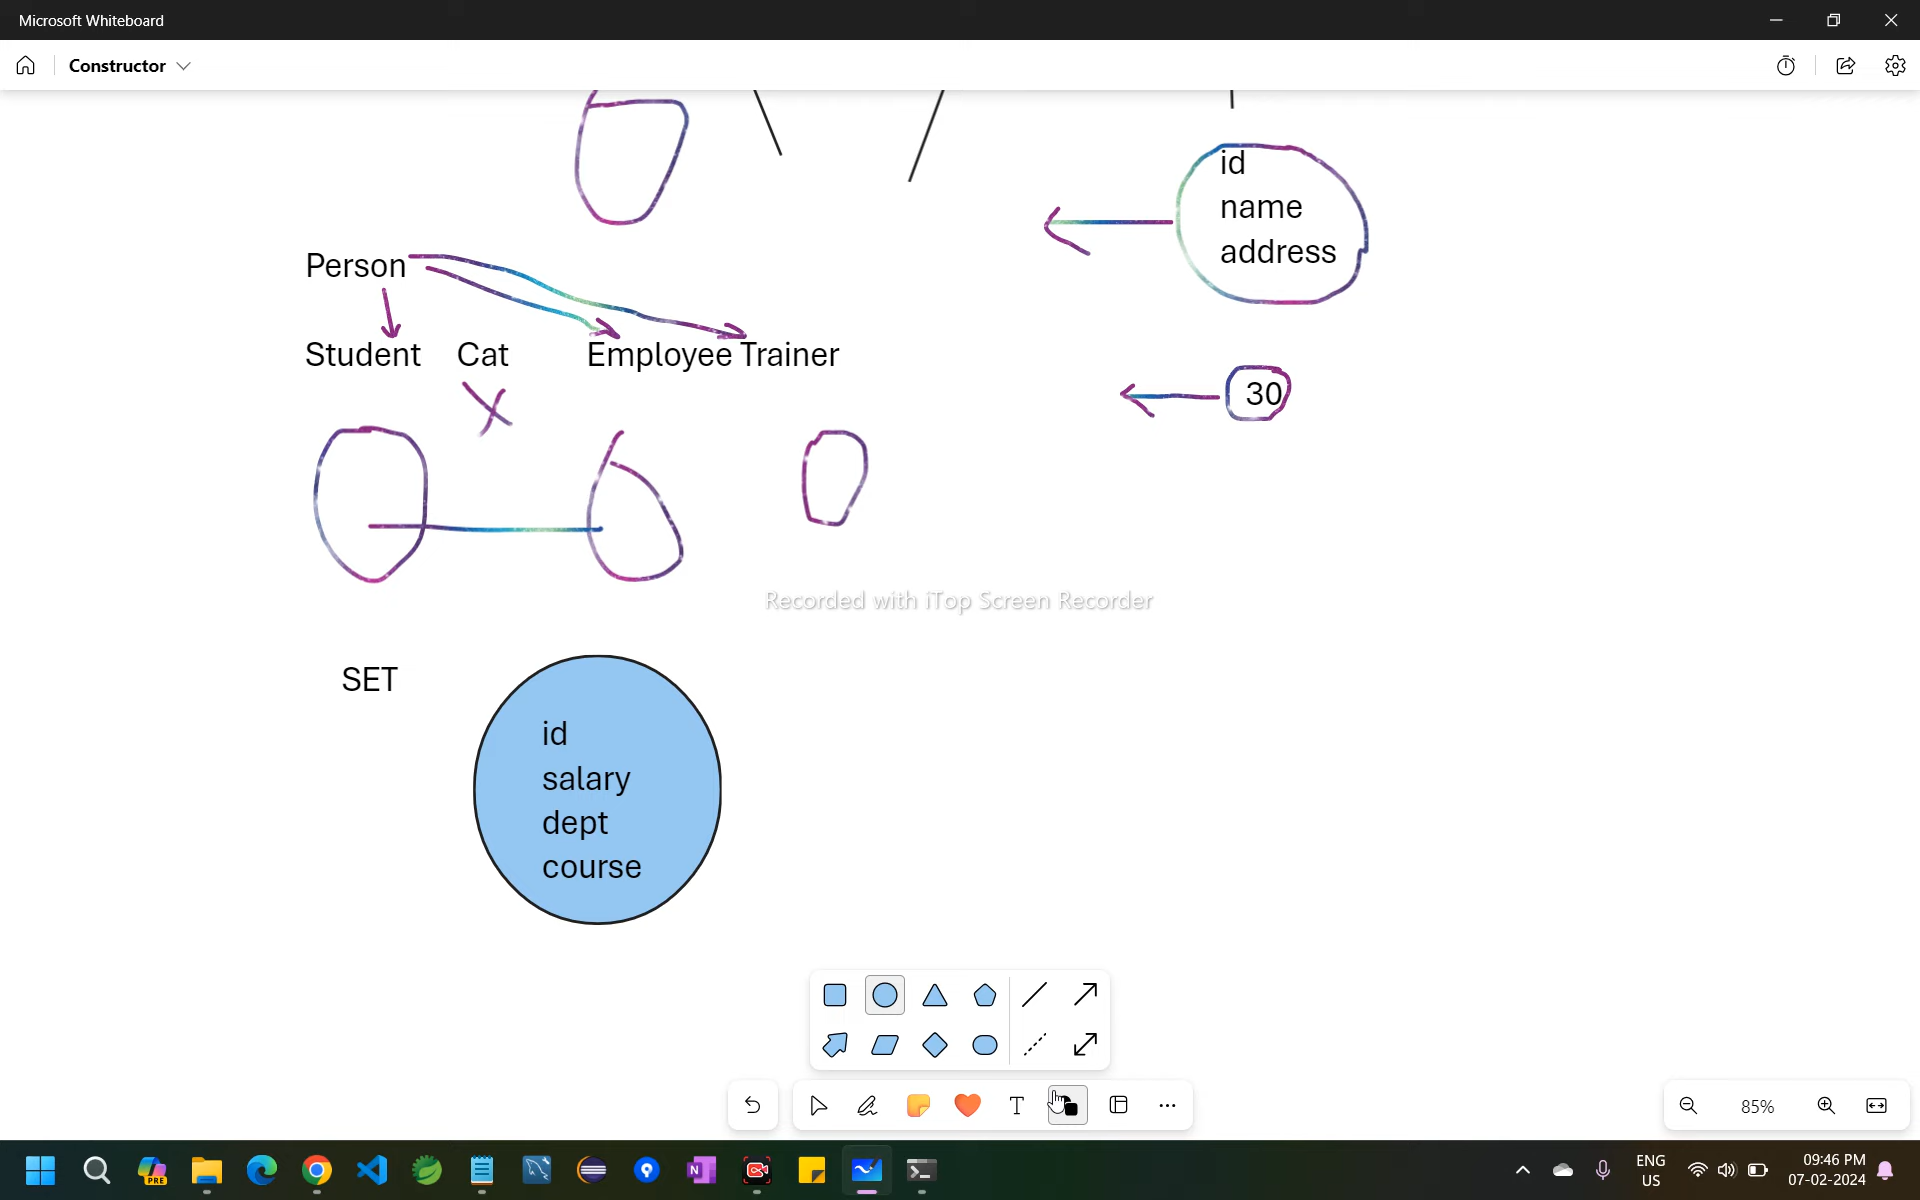 Microsoft Whiteboard
Constructor
id
name
address
Person
Student Cat Employee Trainer
30
Recorded with iTop Screen Recorder
SET
id
salary
dept
course
T
85%
PRE
N
ENG
US
09:46 PM
07-02-2024